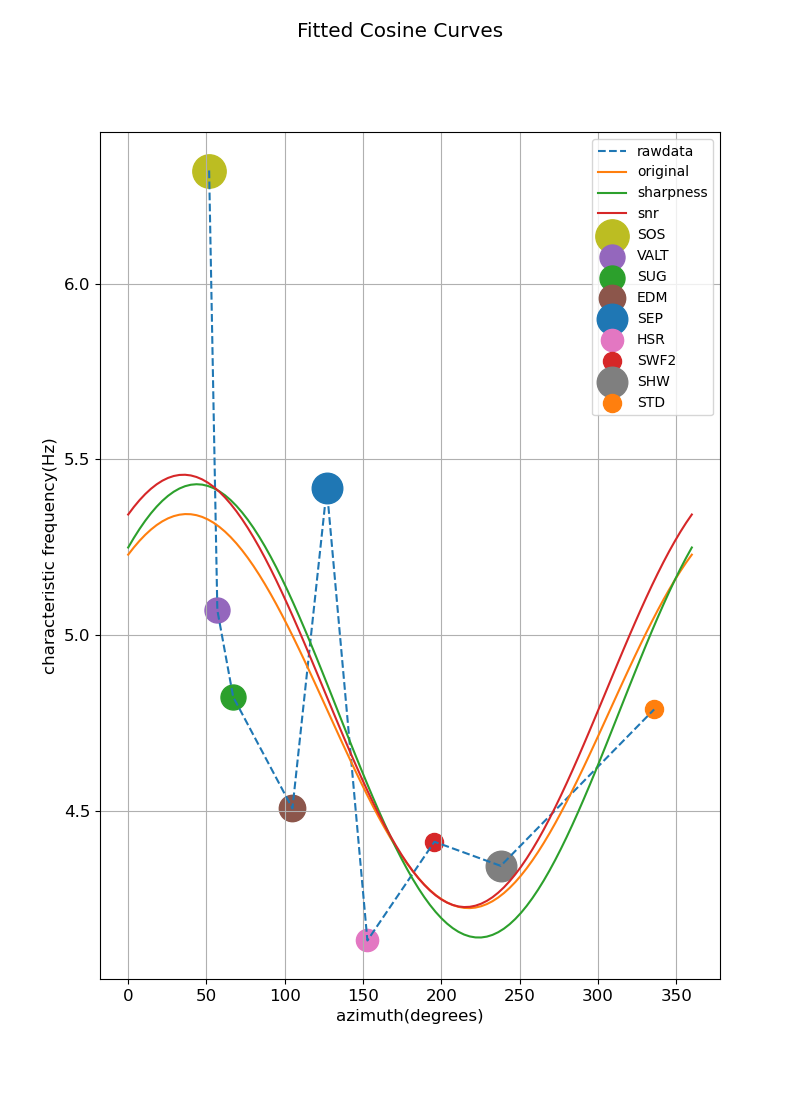 Fitted Cosine Curves
rawdata
original
sharpness
snr
SOS
VALT
SUG
EDM
SEP
HSR
SWF2
SHW
STD
6.0
5.5
5.0
4.5
characteristic frequency(Hz)
0 50 100 150 200 250 300 350
azimuth(degrees)